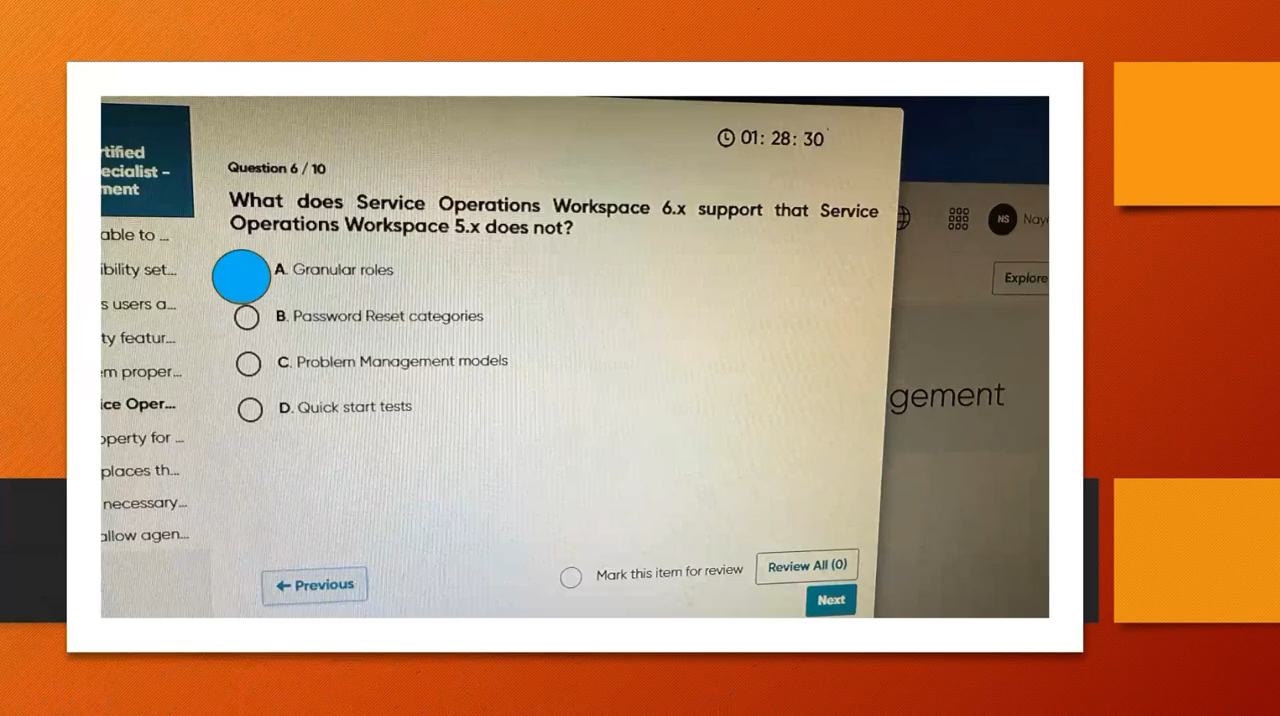 tified
ecialist -
ment
01: 28: 30
Question 6 / 10
What does Service Operations Workspace 6.x support that Service
Operations Workspace 5.x does not?
A. Granular roles
B. Password Reset categories
C. Problem Management models
D. Quick start tests
able to ...
ibility set...
s users a...
ty featur...
m proper...
ice Oper...
perty for ...
places th...
necessary...
allow agen...
← Previous
Mark this item for review
Review All (0)
Next
NS
Nay
Explore
gement